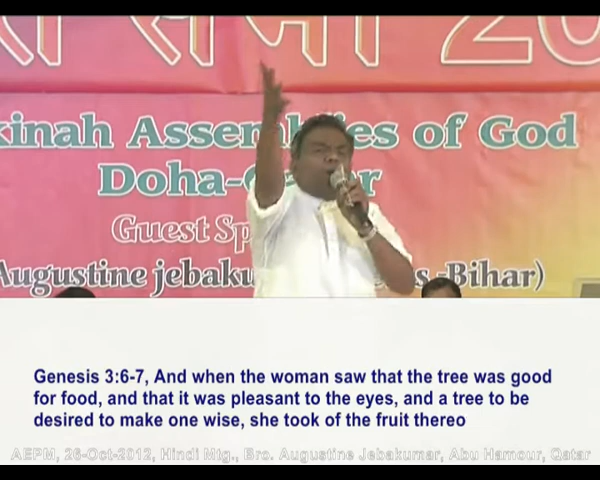 सभा 20
kinah Assemblies of God
Doha-Qatar
Guest Sp
Augustine jebaku s -Bihar)
Genesis 3:6-7, And when the woman saw that the tree was good
for food, and that it was pleasant to the eyes, and a tree to be
desired to make one wise, she took of the fruit thereo
AEPM, 26-Oct-2012, Hindi Mtg., Bro. Augustine Jebakumar, Abu Hamour, Qatar